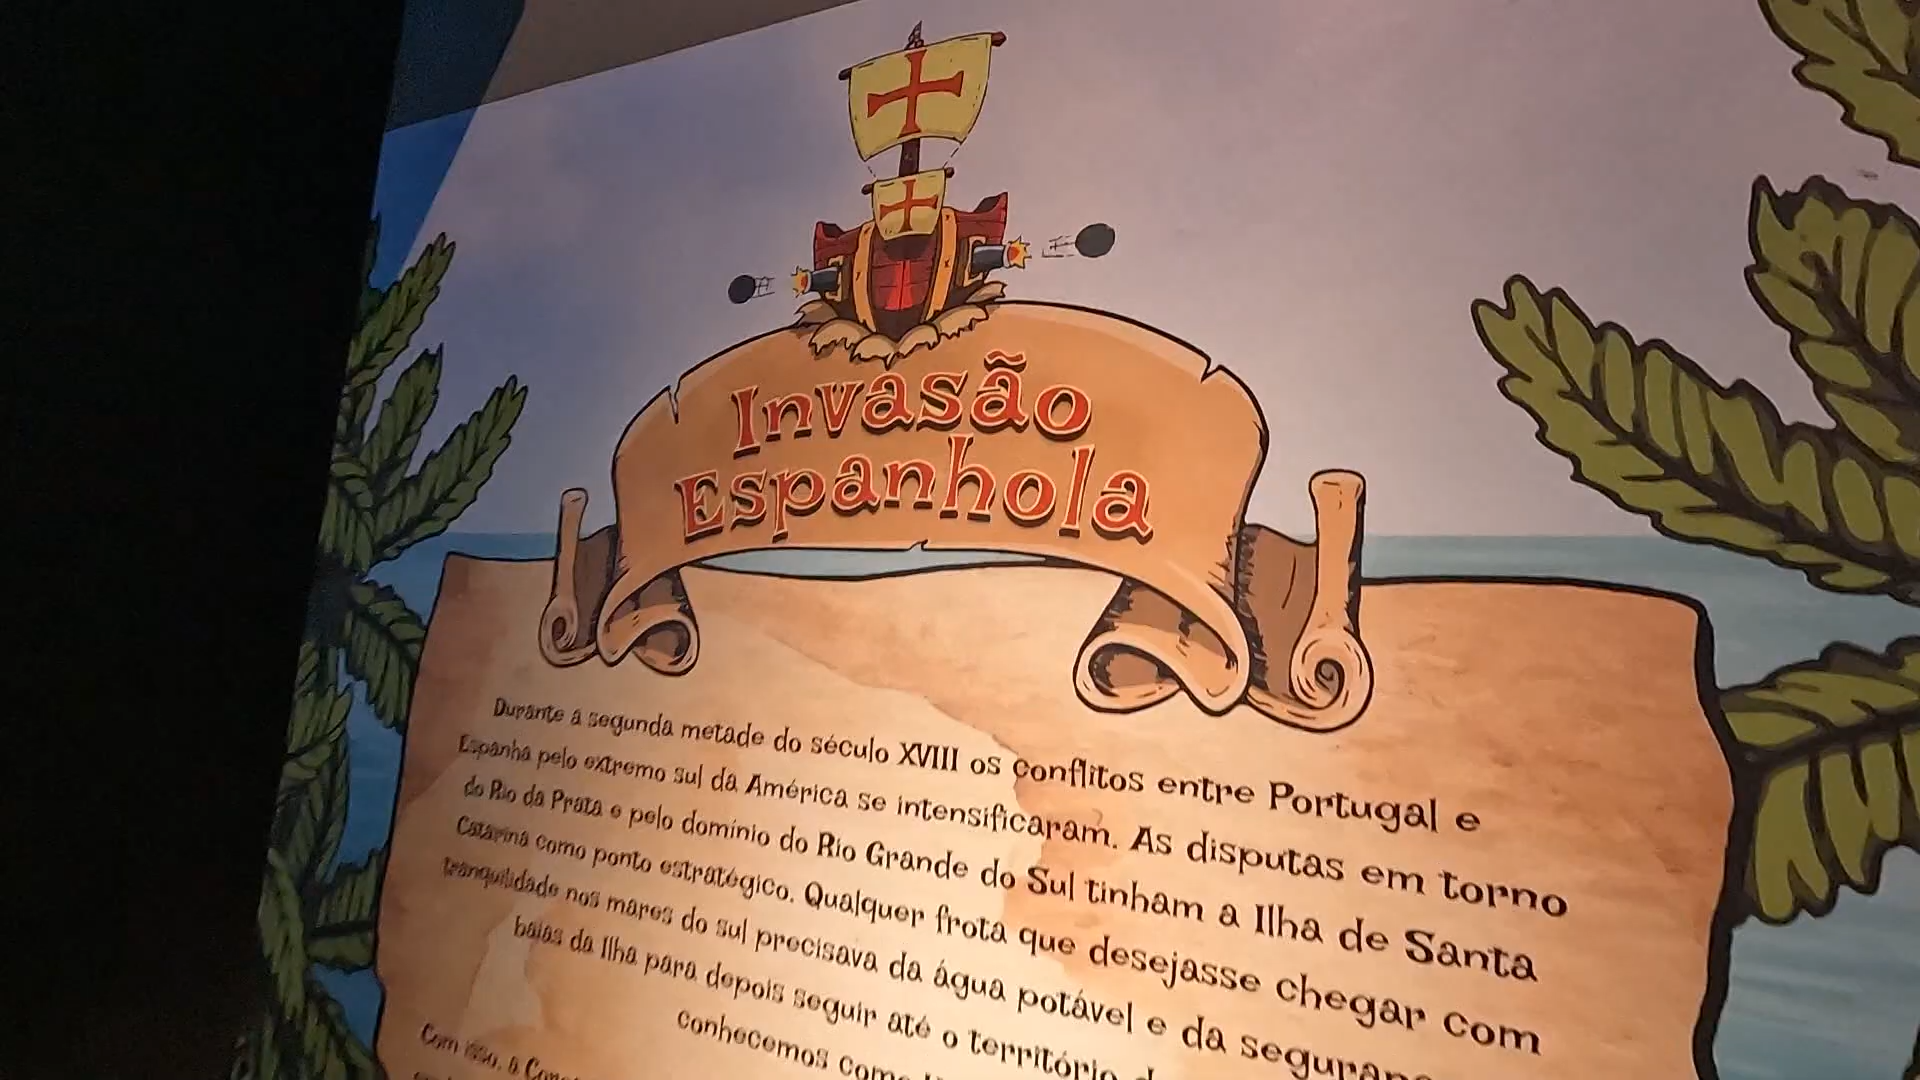 Invasão
Espanhola
Durante a segunda metade do século XVIII os conflitos entre Portugal e
Espanha pelo extremo sul da América se intensificaram. As disputas em torno
do Rio da Prata e pelo domínio do Rio Grande do Sul tinham a Ilha de Santa
Catarina como ponto estratégico. Qualquer frota que desejasse chegar com
tranquilidade nos mares do sul precisava da água potável e da
baías da Ilha para depois seguir até o território
conhecemos como
Com isso, a